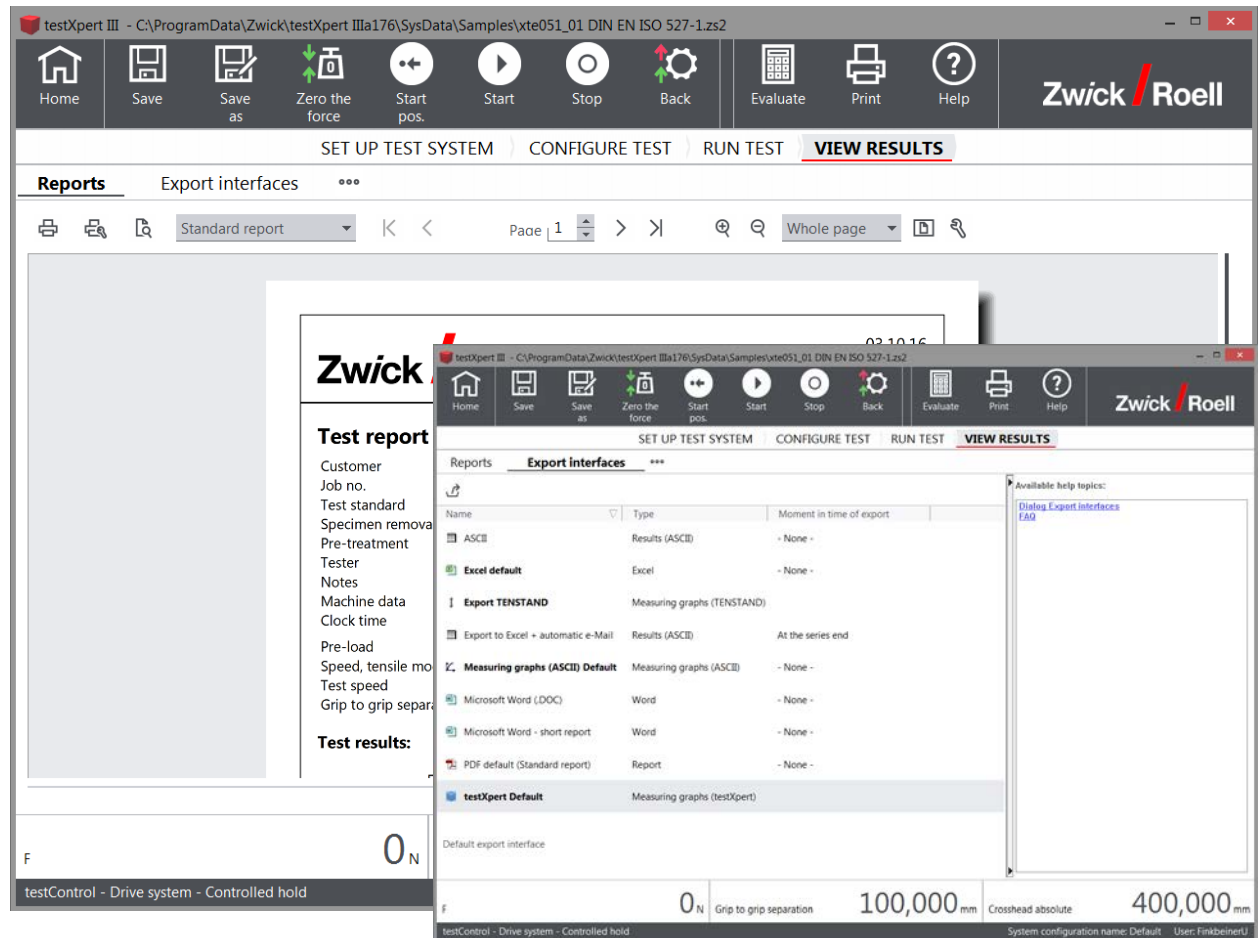 testXpert III - C:\ProgramData\Zwick\testXpert IIIa176\SysData\Samples\xte051_01 DIN EN ISO 527-1.zs2
Home Save Save as Zero the force Start pos. Start Stop Back Evaluate Print Help Zwick / Roell
SET UP TEST SYSTEM CONFIGURE TEST RUN TEST VIEW RESULTS
Reports Export interfaces
Standard report Page 1 Whole page
Zwick
Test report
Customer
Job no.
Test standard
Specimen remova
Pre-treatment
Tester
Notes
Machine data
Clock time
Pre-load
Speed, tensile mo
Test speed
Grip to grip separa
Test results:
F 0 N
testControl - Drive system - Controlled hold
testXpert III - C:\ProgramData\Zwick\testXpert IIIa176\SysData\Samples\xte051_01 DIN EN ISO 527-1.zs2
Home Save Save as Zero the force Start pos. Start Stop Back Evaluate Print Help Zwick / Roell
SET UP TEST SYSTEM CONFIGURE TEST RUN TEST VIEW RESULTS
Reports Export interfaces
Available help topics:
Dialog Export interfaces
FAQ
Name Type Moment in time of export
ASCII Results (ASCII) - None -
Excel default Excel - None -
Export TENSTAND Measuring graphs (TENSTAND)
Export to Excel + automatic e-Mail Results (ASCII) At the series end
Measuring graphs (ASCII) Default Measuring graphs (ASCII) - None -
Microsoft Word (.DOC) Word - None -
Microsoft Word - short report Word - None -
PDF default (Standard report) Report - None -
testXpert Default Measuring graphs (testXpert)
Default export interface
F 0 N Grip to grip separation 100,000 mm Crosshead absolute 400,000 mm
testControl - Drive system - Controlled hold System configuration name: Default User: FinkbeinerU